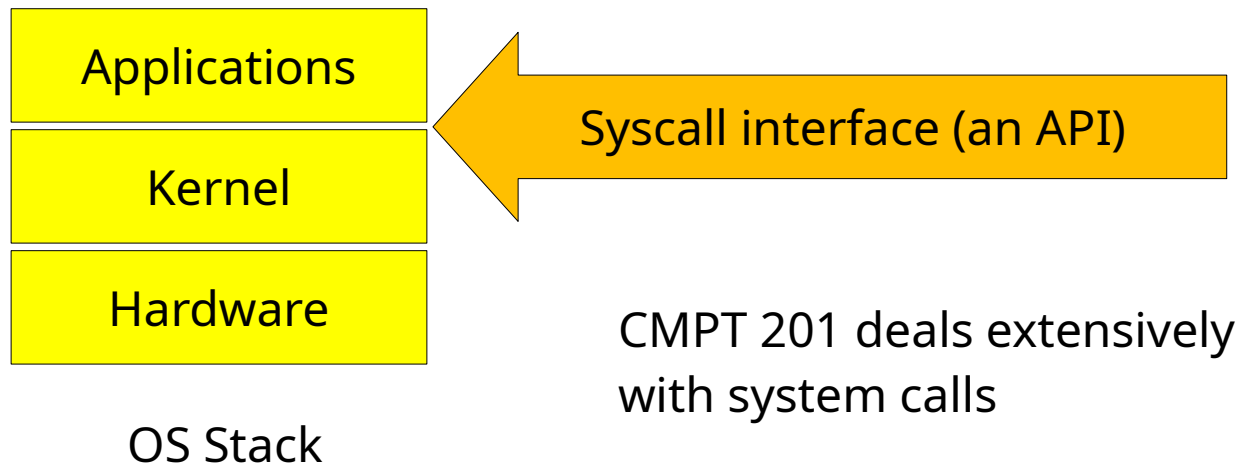 Applications
Syscall interface (an API)
Kernel
Hardware
CMPT 201 deals extensively
with system calls
OS Stack